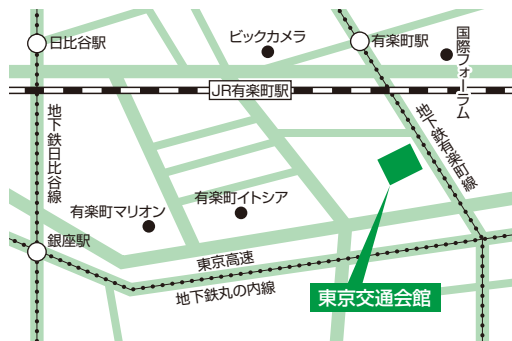 日比谷駅
ビックカメラ
有楽町駅
国際フォーラム
JR有楽町駅
地下鉄日比谷線
地下鉄有楽町線
有楽町マリオン
有楽町イトシア
銀座駅
東京高速
地下鉄丸の内線
東京交通会館